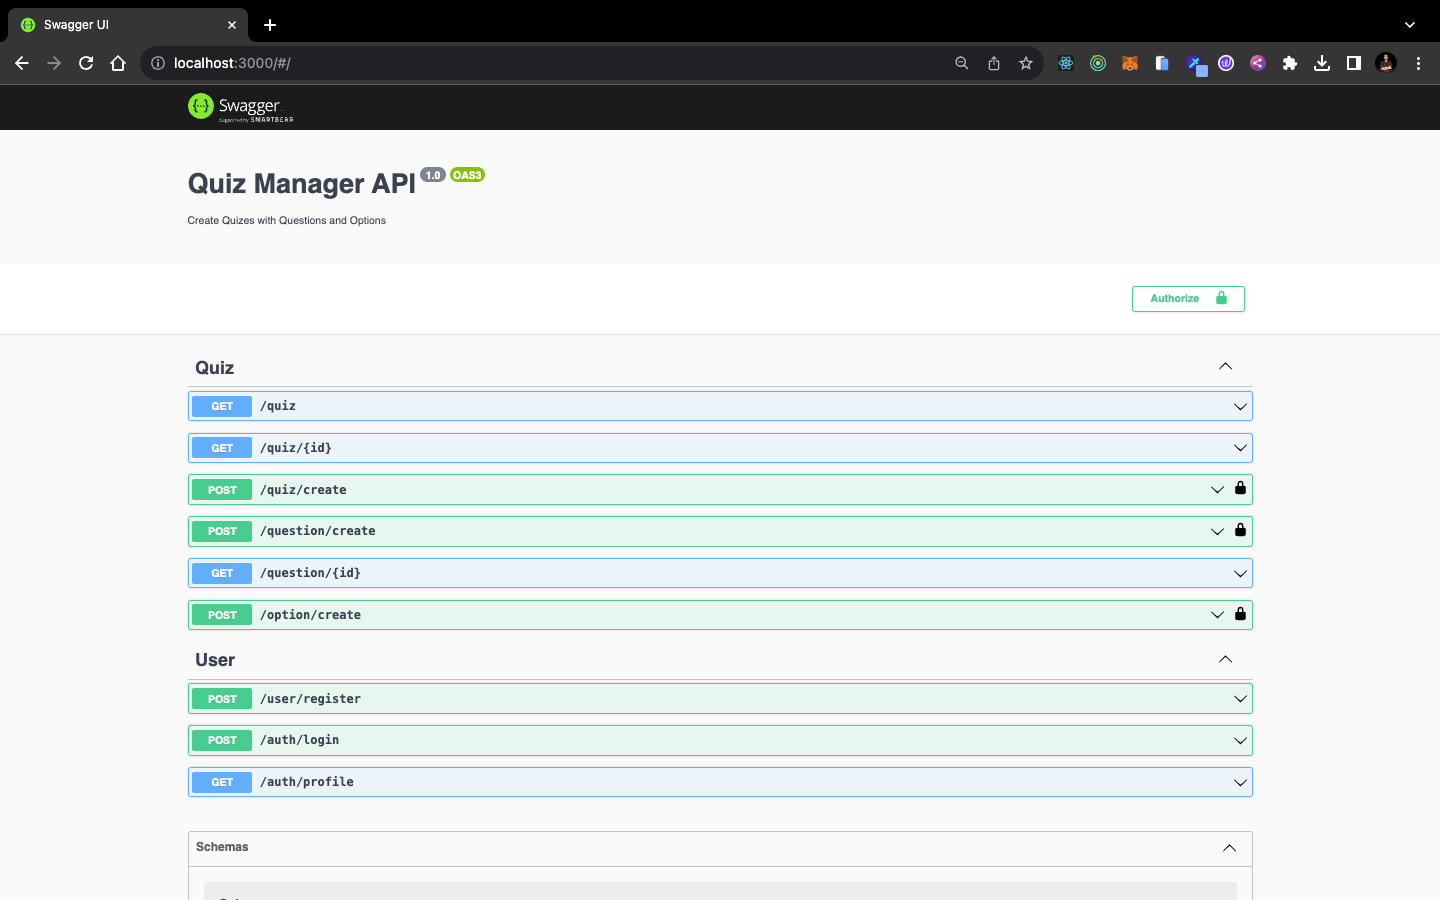 Swagger UI
localhost:3000/#/
Swagger
Supported by SMARTBEAR
Quiz Manager API 1.0 OAS3
Create Quizes with Questions and Options
Authorize
Quiz
GET /quiz
GET /quiz/{id}
POST /quiz/create
POST /question/create
GET /question/{id}
POST /option/create
User
POST /user/register
POST /auth/login
GET /auth/profile
Schemas